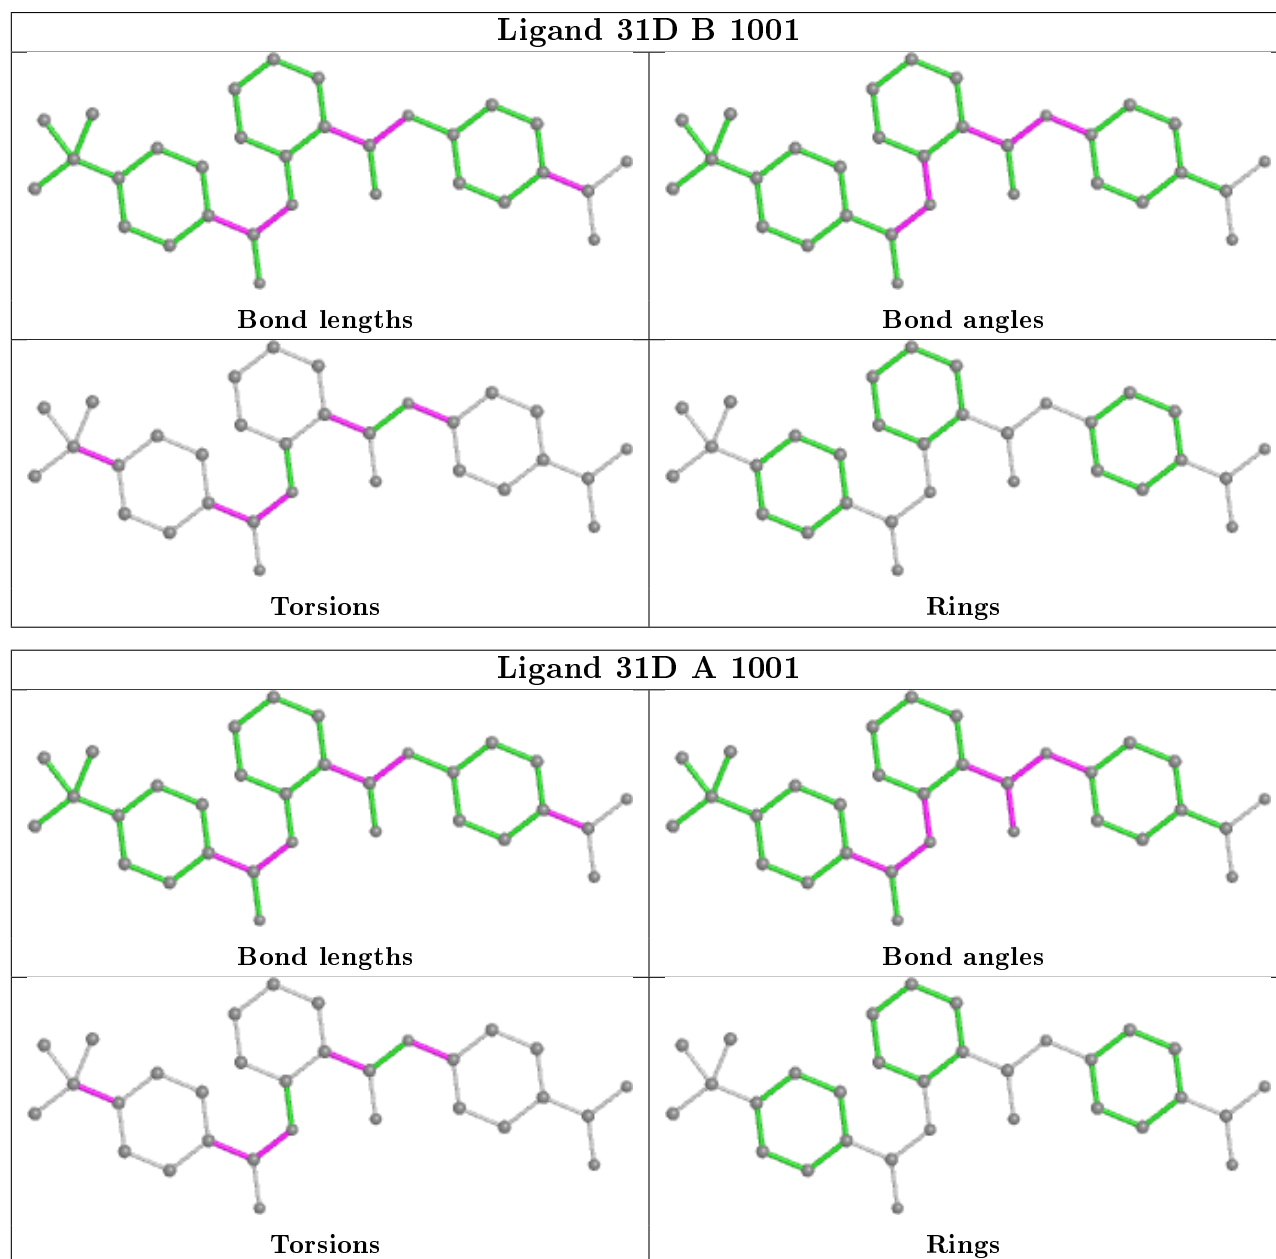 Ligand 31D B 1001
Bond lengths
Bond angles
Torsions
Rings
Ligand 31D A 1001
Bond lengths
Bond angles
Torsions
Rings